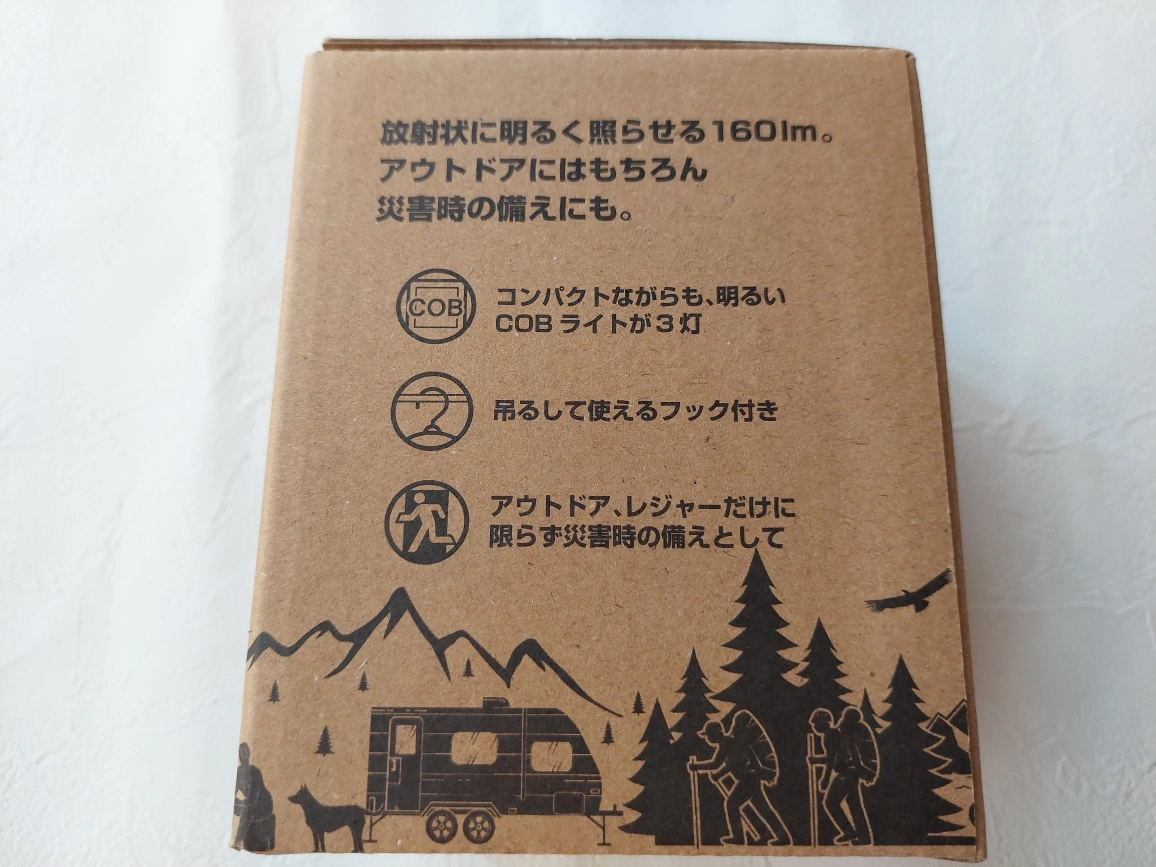 放射状に明るく照らせる160lm。
アウトドアにはもちろん
災害時の備えにも。
COB
コンパクトながらも、明るい
COBライトが3灯
吊るして使えるフック付き
アウトドア、レジャーだけに
限らず災害時の備えとして